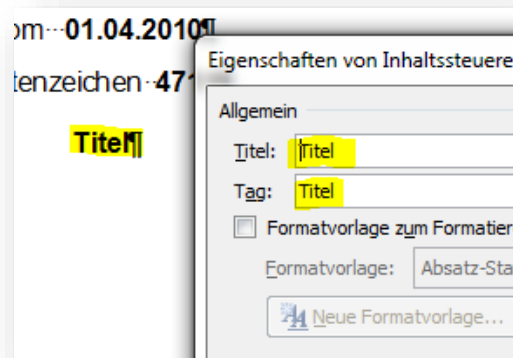 om 01.04.2010¶
tenzeichen 47
Titel¶
Eigenschaften von Inhaltssteuere
Allgemein
Titel: Titel
Tag: Titel
Formatvorlage zum Formatier
Formatvorlage: Absatz-Sta
Neue Formatvorlage...